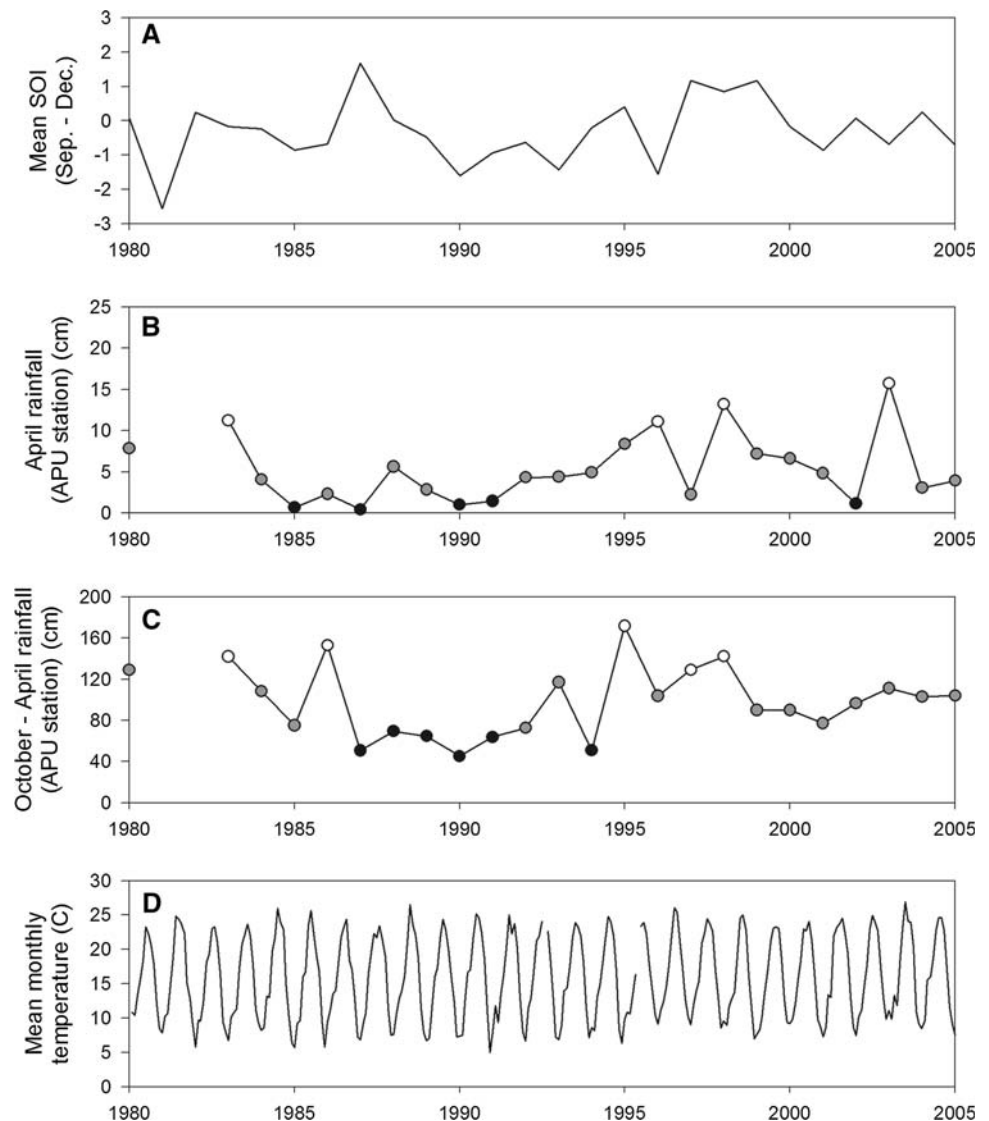 A
Mean SOI
(Sep. - Dec.)
3
2
1
0
-1
-2
-3
1980 1985 1990 1995 2000 2005
B
April rainfall
(APU station) (cm)
25
20
15
10
5
0
1980 1985 1990 1995 2000 2005
C
October - April rainfall
(APU station) (cm)
200
160
120
80
40
0
1980 1985 1990 1995 2000 2005
D
Mean monthly
temperature (C)
30
25
20
15
10
5
0
1980 1985 1990 1995 2000 2005